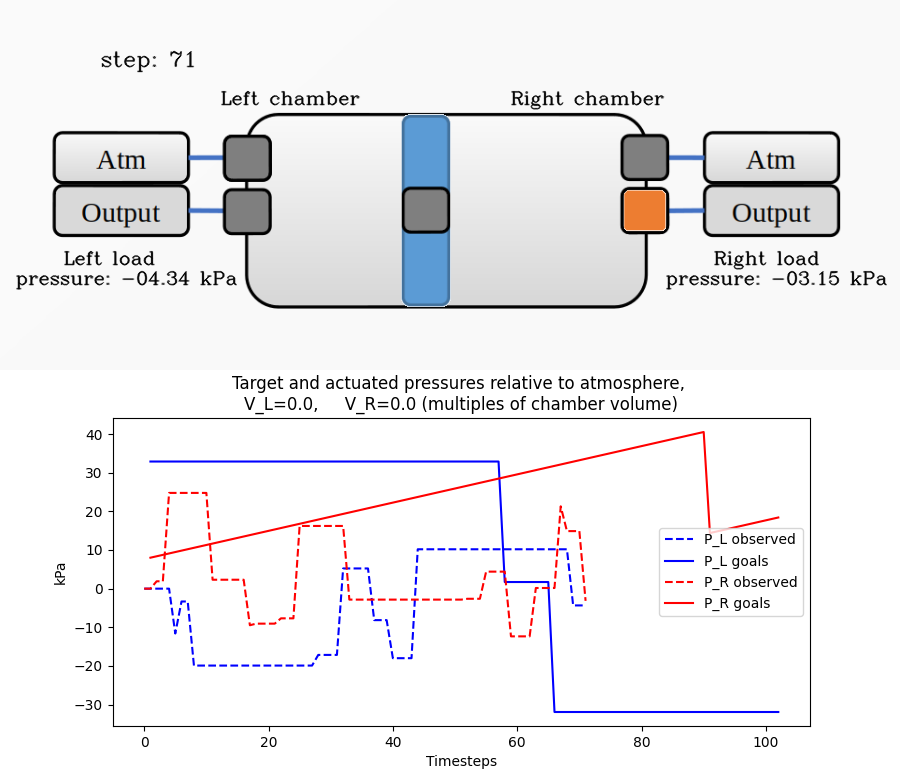 step: 71
Left chamber
Right chamber
Atm
Atm
Output
Output
Left load
pressure: -04.34 kPa
Right load
pressure: -03.15 kPa
Target and actuated pressures relative to atmosphere,
V_L=0.0, V_R=0.0 (multiples of chamber volume)
kPa
40
30
20
10
0
−10
−20
−30
P_L observed
P_L goals
P_R observed
P_R goals
0 20 40 60 80 100
Timesteps